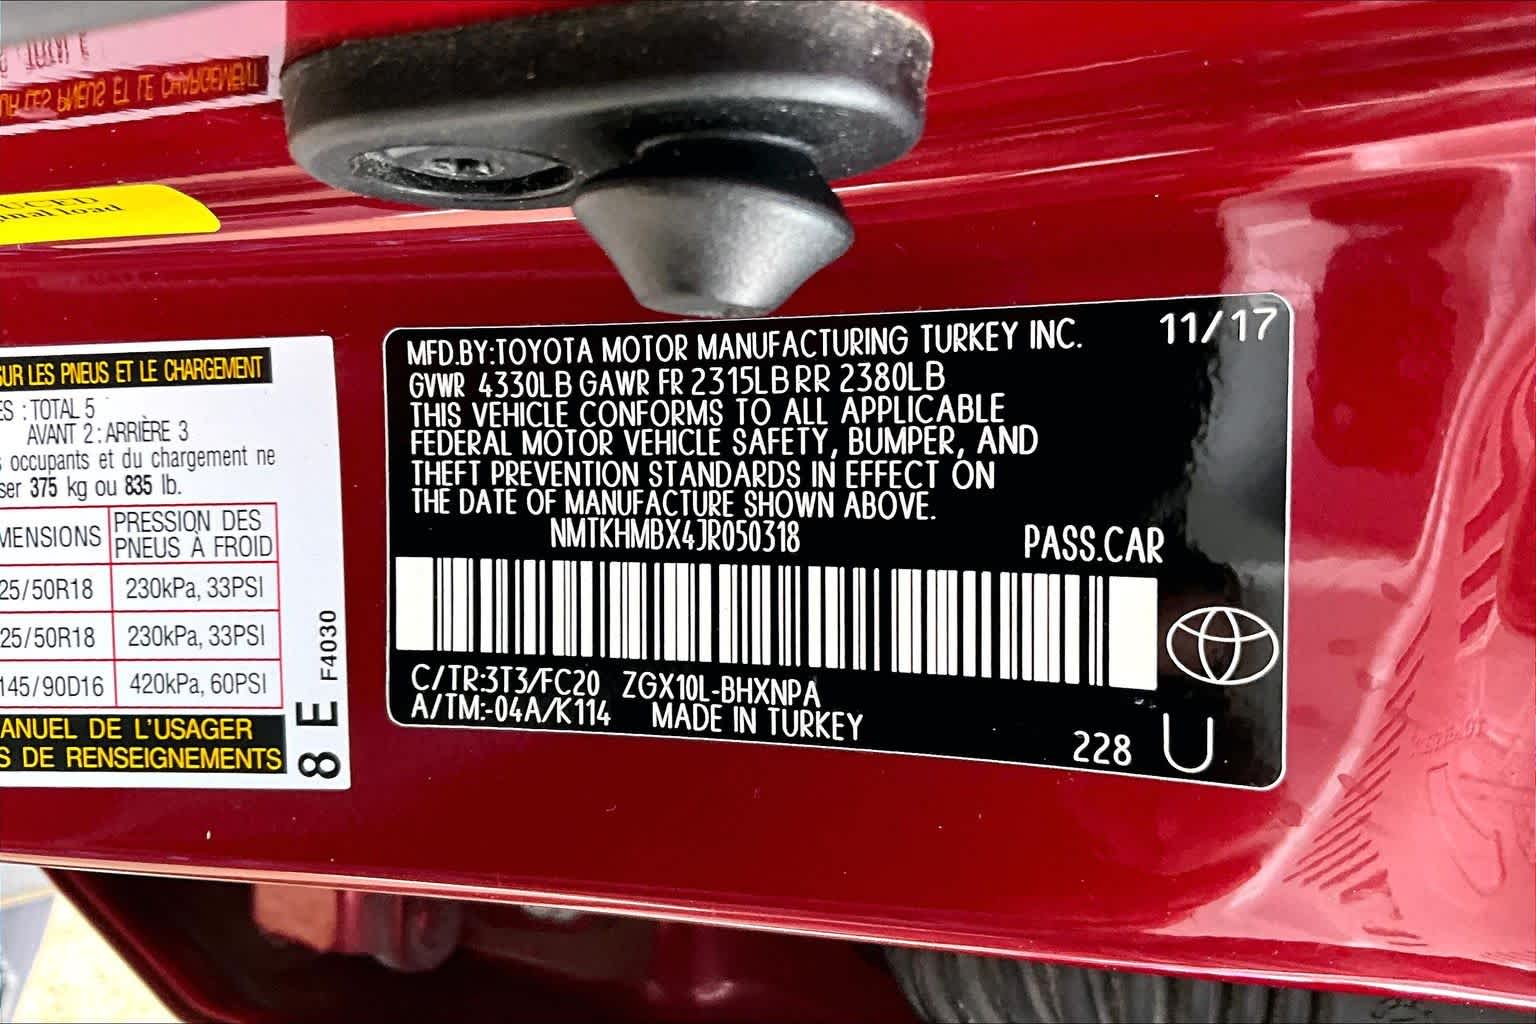 UCED
nal load
SUR LES PNEUS ET LE CHARGEMENT
ES : TOTAL 5
AVANT 2 : ARRIÈRE 3
s occupants et du chargement ne
ser 375 kg ou 835 lb.
MENSIONS PRESSION DES PNEUS À FROID
25/50R18 230kPa, 33PSI
25/50R18 230kPa, 33PSI
145/90D16 420kPa, 60PSI
ANUEL DE L'USAGER
S DE RENSEIGNEMENTS
F4030
8 E
MFD.BY:TOYOTA MOTOR MANUFACTURING TURKEY INC. 11/17
GVWR 4330LB GAWR FR 2315LB RR 2380LB
THIS VEHICLE CONFORMS TO ALL APPLICABLE
FEDERAL MOTOR VEHICLE SAFETY, BUMPER, AND
THEFT PREVENTION STANDARDS IN EFFECT ON
THE DATE OF MANUFACTURE SHOWN ABOVE.
NMTKHMBX4JR050318 PASS.CAR
C/TR:3T3/FC20 ZGX10L-BHXNPA
A/TM:-04A/K114 MADE IN TURKEY
228 U